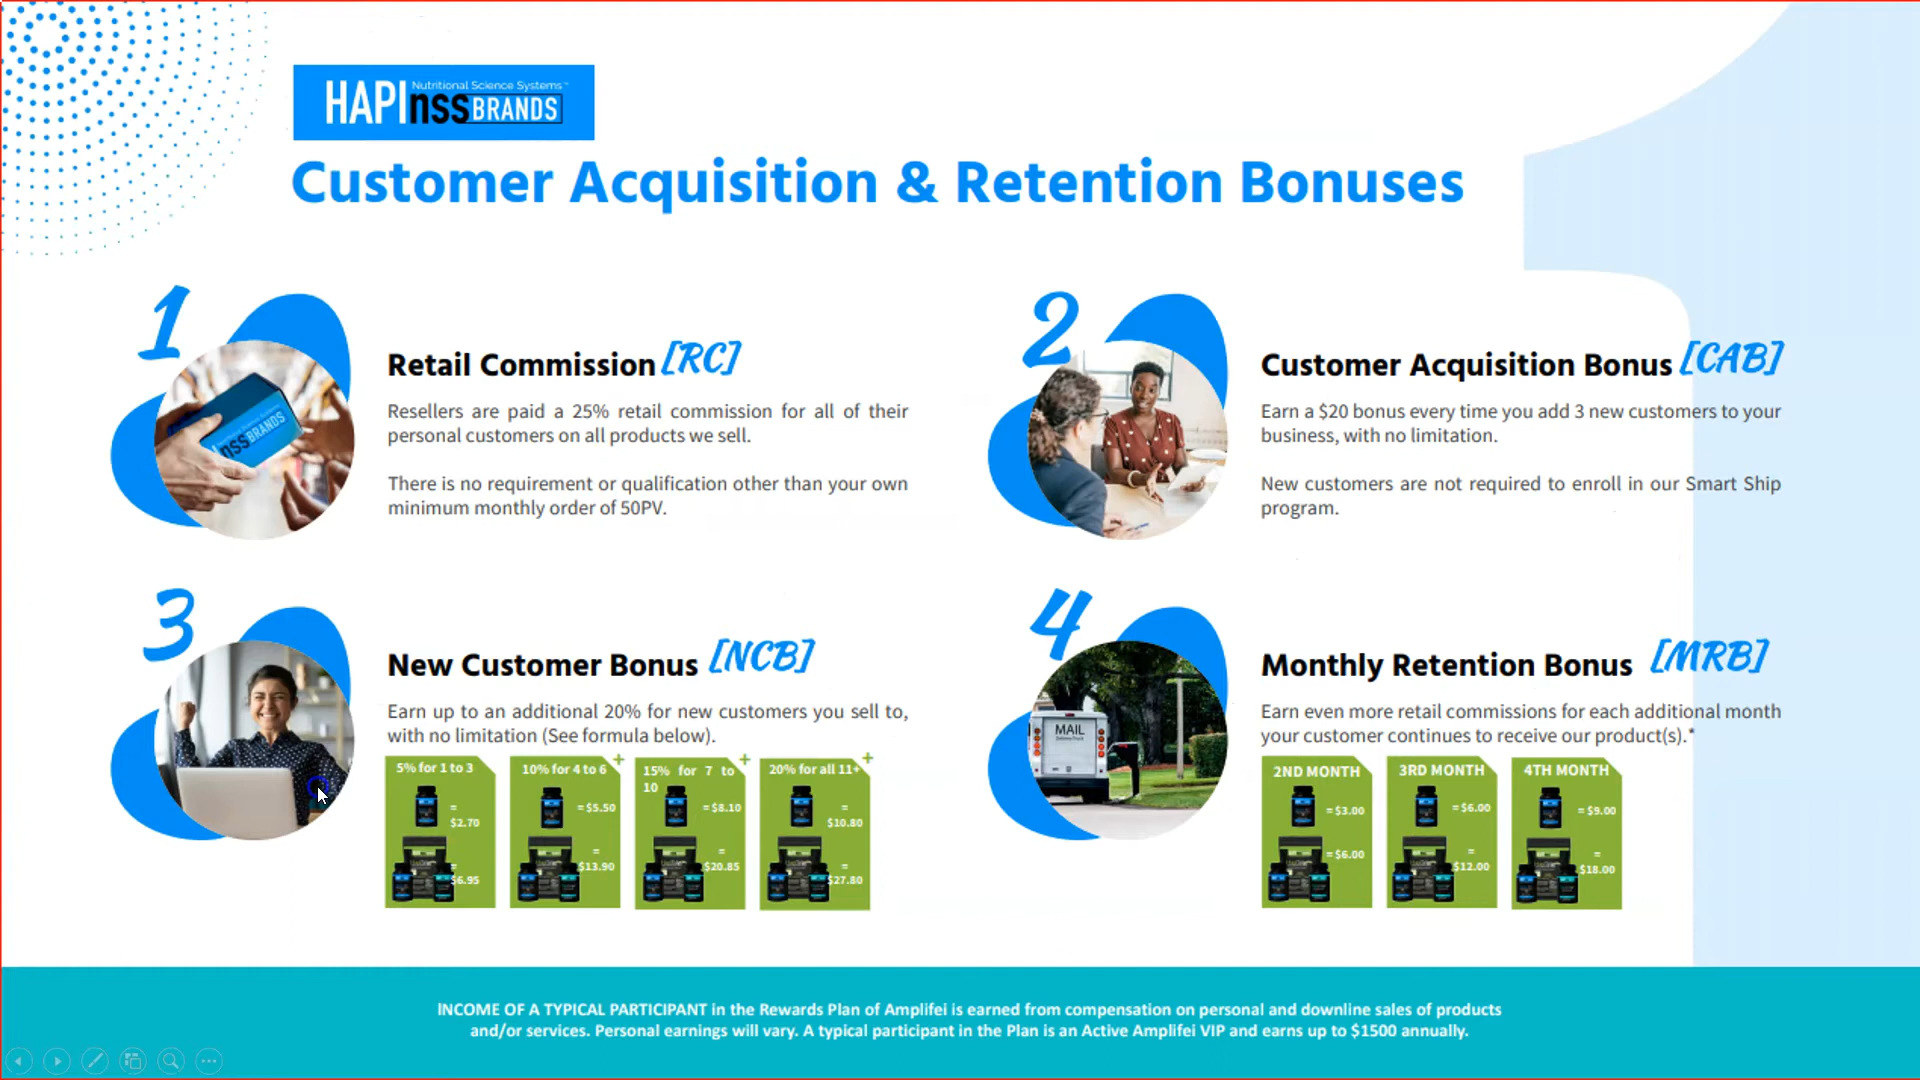 HAPI nss BRANDS
Nutritional Science Systems™
Customer Acquisition & Retention Bonuses
1
Retail Commission [RC]
Resellers are paid a 25% retail commission for all of their
personal customers on all products we sell.
There is no requirement or qualification other than your own
minimum monthly order of 50PV.
nssBRANDS
2
Customer Acquisition Bonus [CAB]
Earn a $20 bonus every time you add 3 new customers to your
business, with no limitation.
New customers are not required to enroll in our Smart Ship
program.
3
New Customer Bonus [NCB]
Earn up to an additional 20% for new customers you sell to,
with no limitation (See formula below).
5% for 1 to 3
=
$2.70
=
$6.95
10% for 4 to 6
+
=$5.50
=
$13.90
15% for 7 to
10
+
=$8.10
=
$20.85
20% for all 11+
+
=
$10.80
=
$27.80
4
Monthly Retention Bonus [MRB]
Earn even more retail commissions for each additional month
your customer continues to receive our product(s).*
MAIL
2ND MONTH
=$3.00
=$6.00
3RD MONTH
=$6.00
=
$12.00
4TH MONTH
=$9.00
=
$18.00
INCOME OF A TYPICAL PARTICIPANT in the Rewards Plan of Amplifei is earned from compensation on personal and downline sales of products
and/or services. Personal earnings will vary. A typical participant in the Plan is an Active Amplifei VIP and earns up to $1500 annually.